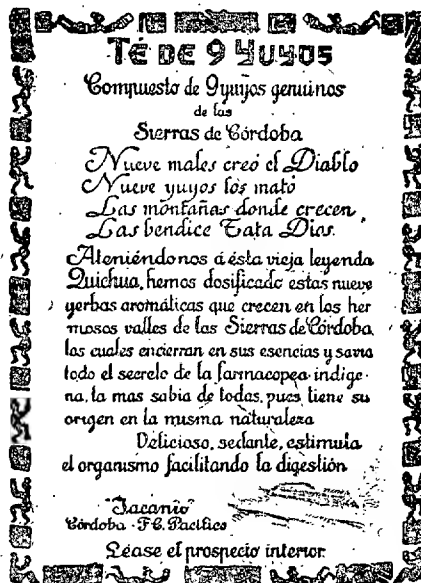 TÉ DE 9 YUYOS
Compuesto de 9 yuyos genuinos
de las
Sierras de Córdoba
Nueve males creó el Diablo
Nueve yuyos los mató
Las montañas donde crecen
Las bendice Tata Dios.
Ateniéndonos á ésta vieja leyenda
Quichua, hemos dosificado estas nueve
yerbas aromáticas que crecen en los her
mosos valles de las Sierras de Córdoba,
las cuales encierran en sus esencias y savia
todo el secreto de la farmacopea indíge-
na, la mas sabia de todas, pues tiene su
origen en la misma naturaleza
Delicioso, sedante, estimula
el organismo facilitando la digestión
"Jacanio"
Córdoba - F.C. Pacífico
Léase el prospecto interior.